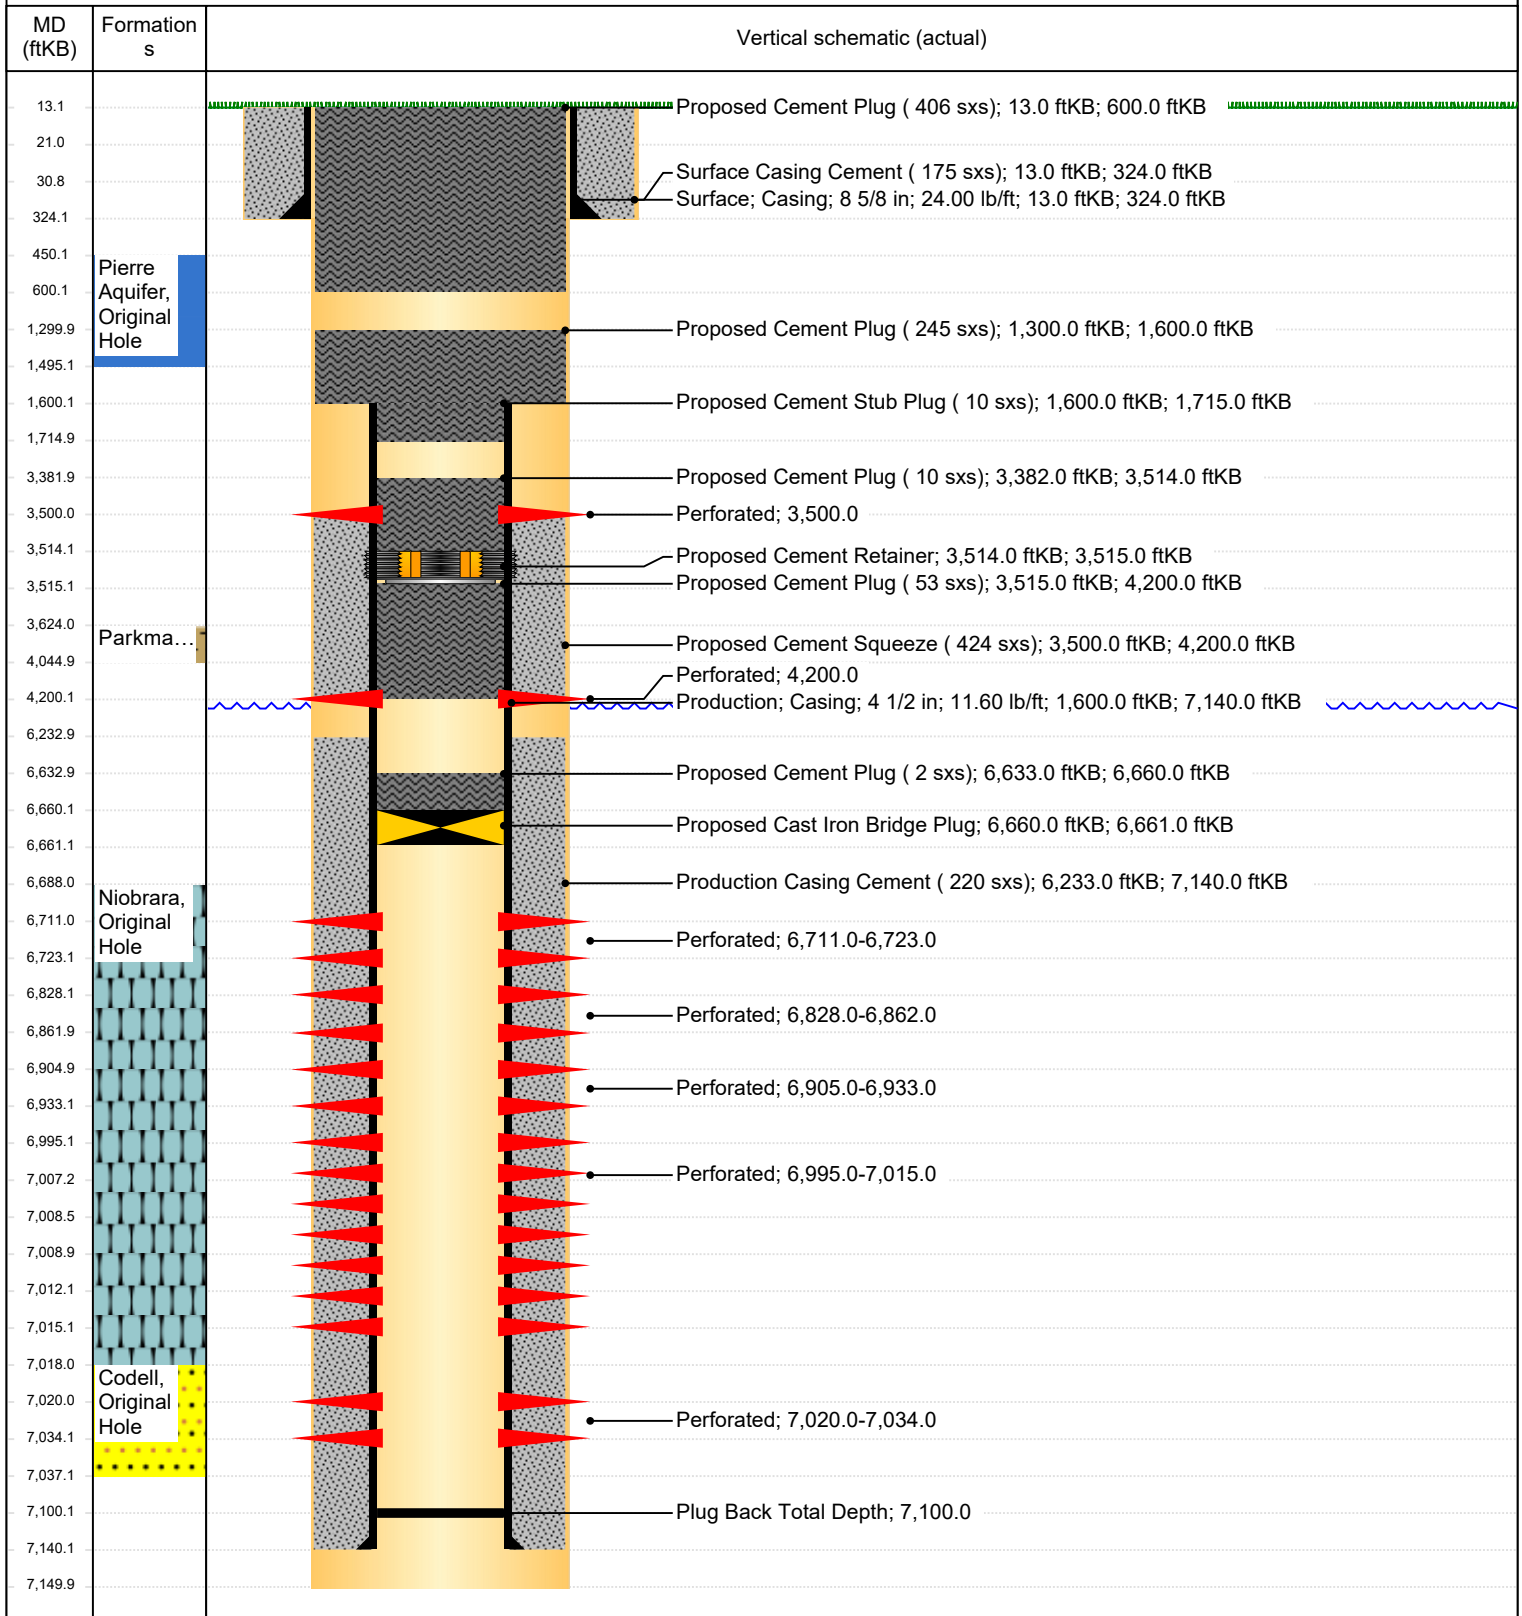 MD
(ftKB)
Formation
s
Vertical schematic (actual)
13.1
Proposed Cement Plug ( 406 sxs); 13.0 ftKB; 600.0 ftKB
21.0
Surface Casing Cement ( 175 sxs); 13.0 ftKB; 324.0 ftKB
30.8
Surface; Casing; 8 5/8 in; 24.00 lb/ft; 13.0 ftKB; 324.0 ftKB
324.1
450.1
Pierre
Aquifer,
Original
Hole
600.1
1,299.9
Proposed Cement Plug ( 245 sxs); 1,300.0 ftKB; 1,600.0 ftKB
1,495.1
1,600.1
Proposed Cement Stub Plug ( 10 sxs); 1,600.0 ftKB; 1,715.0 ftKB
1,714.9
3,381.9
Proposed Cement Plug ( 10 sxs); 3,382.0 ftKB; 3,514.0 ftKB
3,500.0
Perforated; 3,500.0
3,514.1
Proposed Cement Retainer; 3,514.0 ftKB; 3,515.0 ftKB
3,515.1
Proposed Cement Plug ( 53 sxs); 3,515.0 ftKB; 4,200.0 ftKB
3,624.0
Parkma…
Proposed Cement Squeeze ( 424 sxs); 3,500.0 ftKB; 4,200.0 ftKB
4,044.9
Perforated; 4,200.0
4,200.1
Production; Casing; 4 1/2 in; 11.60 lb/ft; 1,600.0 ftKB; 7,140.0 ftKB
6,232.9
6,632.9
Proposed Cement Plug ( 2 sxs); 6,633.0 ftKB; 6,660.0 ftKB
6,660.1
Proposed Cast Iron Bridge Plug; 6,660.0 ftKB; 6,661.0 ftKB
6,661.1
6,688.0
Production Casing Cement ( 220 sxs); 6,233.0 ftKB; 7,140.0 ftKB
Niobrara,
Original
Hole
6,711.0
Perforated; 6,711.0-6,723.0
6,723.1
6,828.1
Perforated; 6,828.0-6,862.0
6,861.9
6,904.9
Perforated; 6,905.0-6,933.0
6,933.1
6,995.1
Perforated; 6,995.0-7,015.0
7,007.2
7,008.5
7,008.9
7,012.1
7,015.1
7,018.0
Codell,
Original
Hole
7,020.0
Perforated; 7,020.0-7,034.0
7,034.1
7,037.1
7,100.1
Plug Back Total Depth; 7,100.0
7,140.1
7,149.9